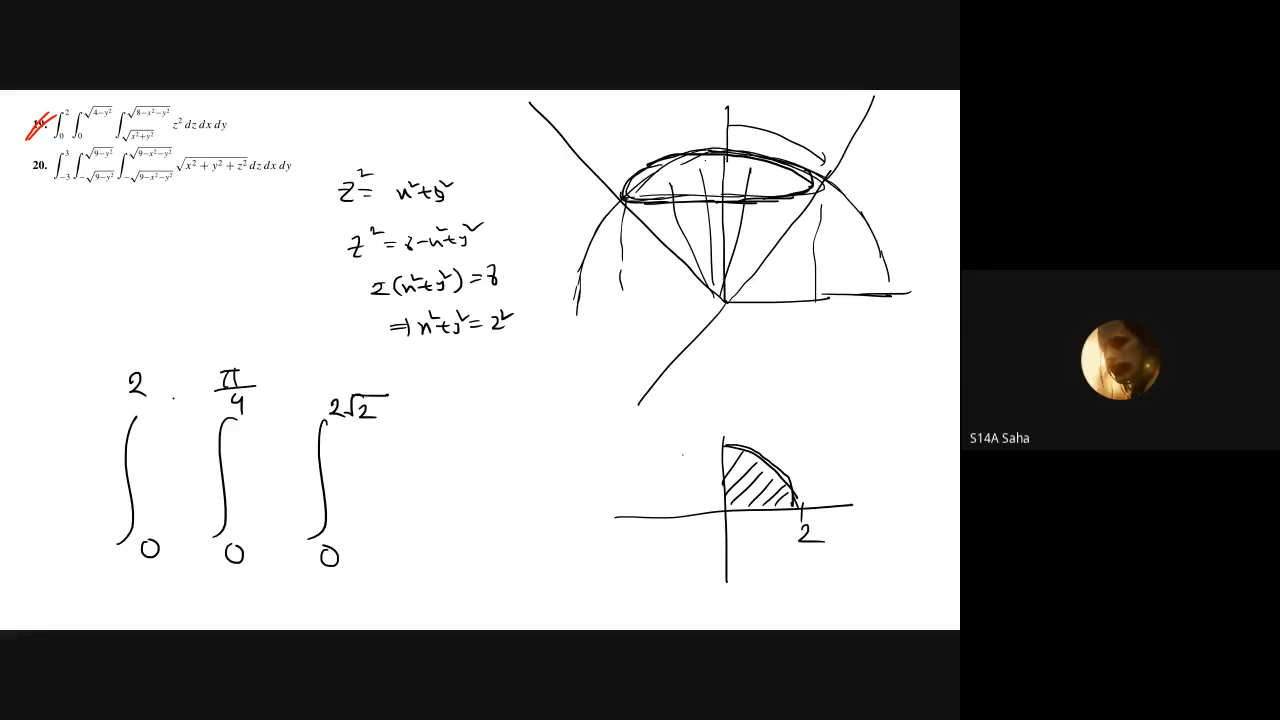 19. ∫₀² ∫₀^√(4−y²) ∫_√(x²+y²)^√(8−x²−y²) z² dz dx dy
20. ∫₋₃³ ∫_−√(9−y²)^√(9−y²) ∫_−√(9−x²−y²)^√(9−x²−y²) √(x² + y² + z²) dz dx dy
z² = x²+y²
z² = 8−x²+y²
2(x²+y²) = 8
⇒ x²+y² = 2²
∫₀² ∫₀^π/4 ∫₀^2√2
2
S14A Saha